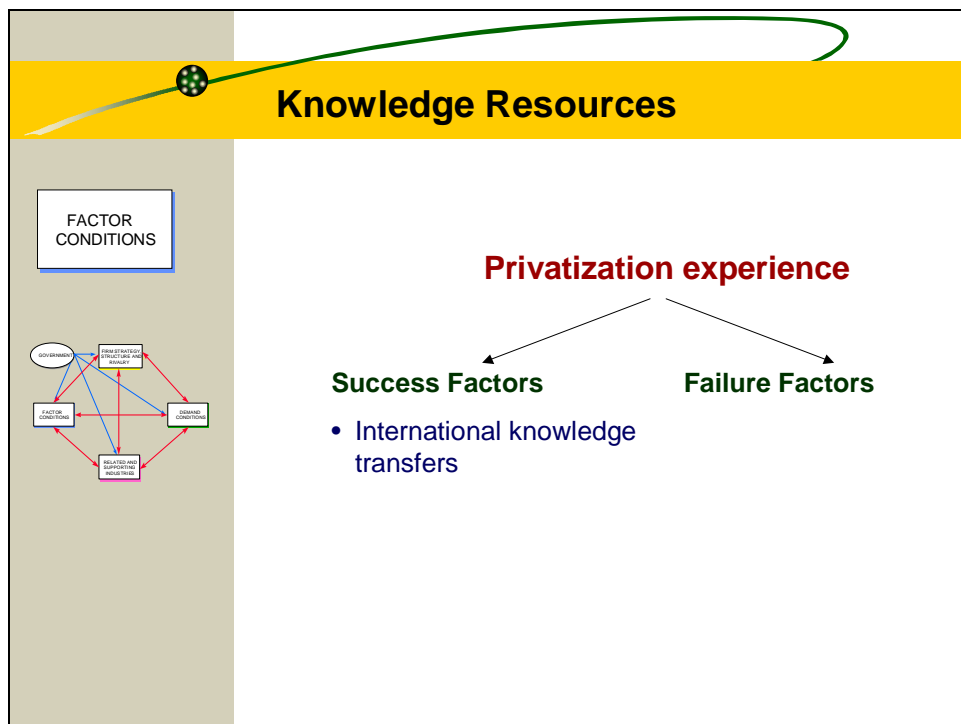 Knowledge Resources
FACTOR
CONDITIONS
Privatization experience
Success Factors
Failure Factors
• International knowledge
transfers
GOVERNMENT
FIRM STRATEGY,
STRUCTURE AND
RIVALRY
FACTOR
CONDITIONS
DEMAND
CONDITIONS
RELATED AND
SUPPORTING
INDUSTRIES